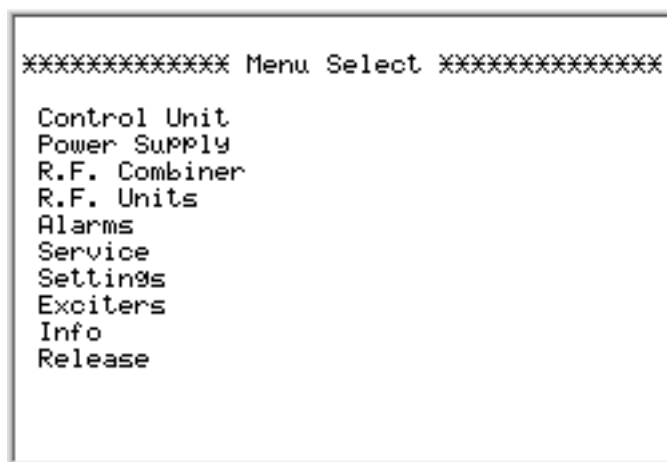 ************* Menu Select **************
Control Unit
Power Supply
R.F. Combiner
R.F. Units
Alarms
Service
Settings
Exciters
Info
Release